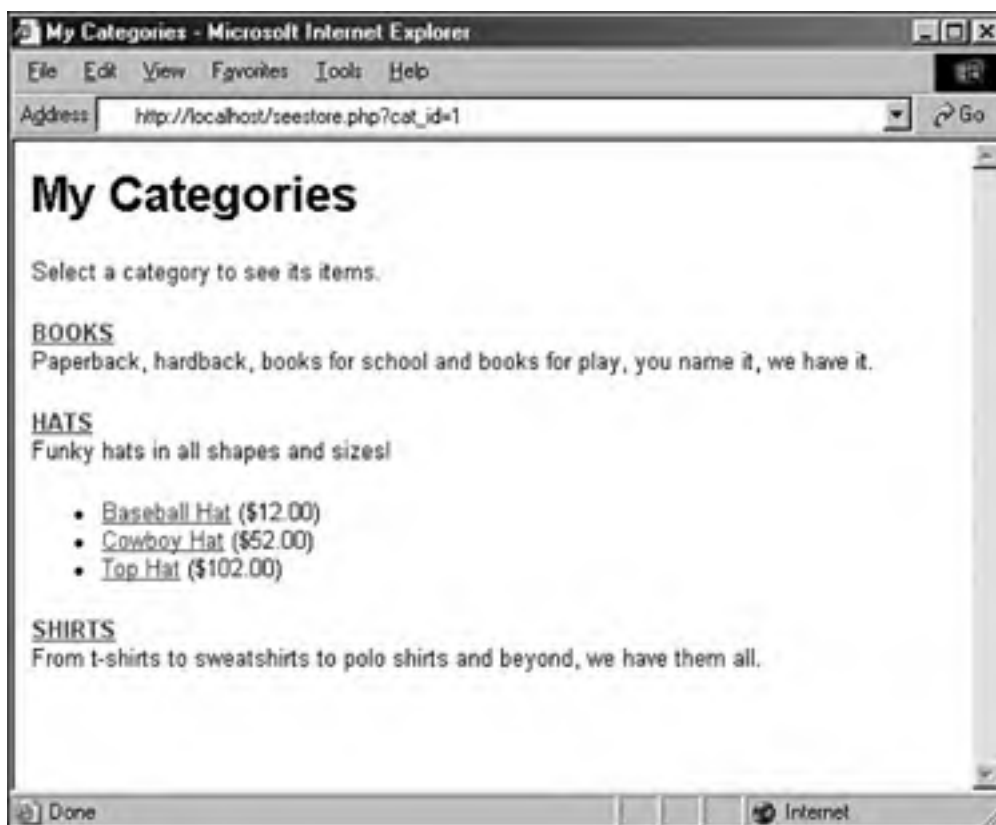 My Categories - Microsoft Internet Explorer
File Edit View Favorites Tools Help
Address http://localhost/seestore.php?cat_id=1 Go
My Categories
Select a category to see its items.
BOOKS
Paperback, hardback, books for school and books for play, you name it, we have it.
HATS
Funky hats in all shapes and sizes!
• Baseball Hat ($12.00)
• Cowboy Hat ($52.00)
• Top Hat ($102.00)
SHIRTS
From t-shirts to sweatshirts to polo shirts and beyond, we have them all.
Done Internet